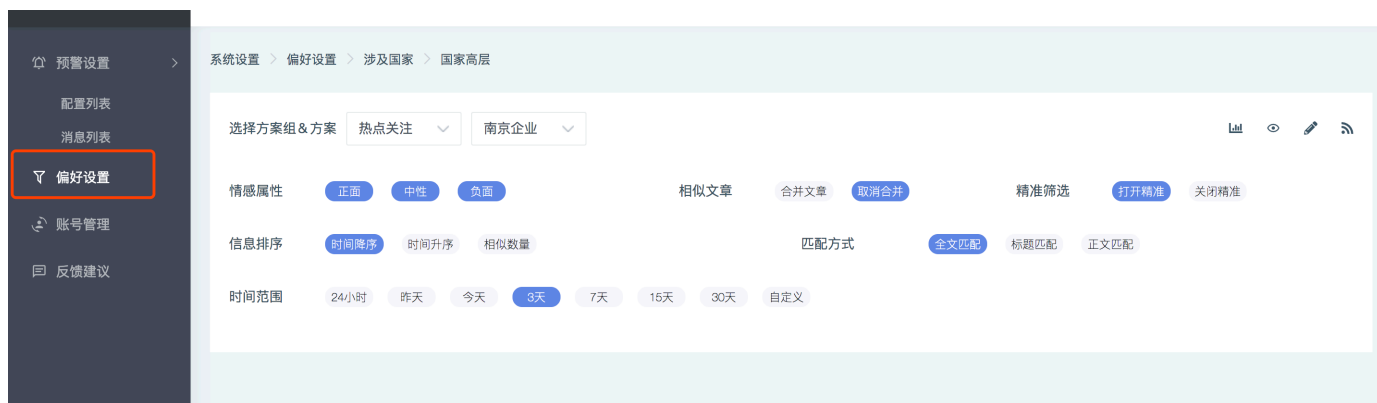 预警设置
配置列表
消息列表
偏好设置
账号管理
反馈建议
系统设置 > 偏好设置 > 涉及国家 > 国家高层
选择方案组&方案 热点关注 南京企业
情感属性 正面 中性 负面 相似文章 合并文章 取消合并 精准筛选 打开精准 关闭精准
信息排序 时间降序 时间升序 相似数量 匹配方式 全文匹配 标题匹配 正文匹配
时间范围 24小时 昨天 今天 3天 7天 15天 30天 自定义